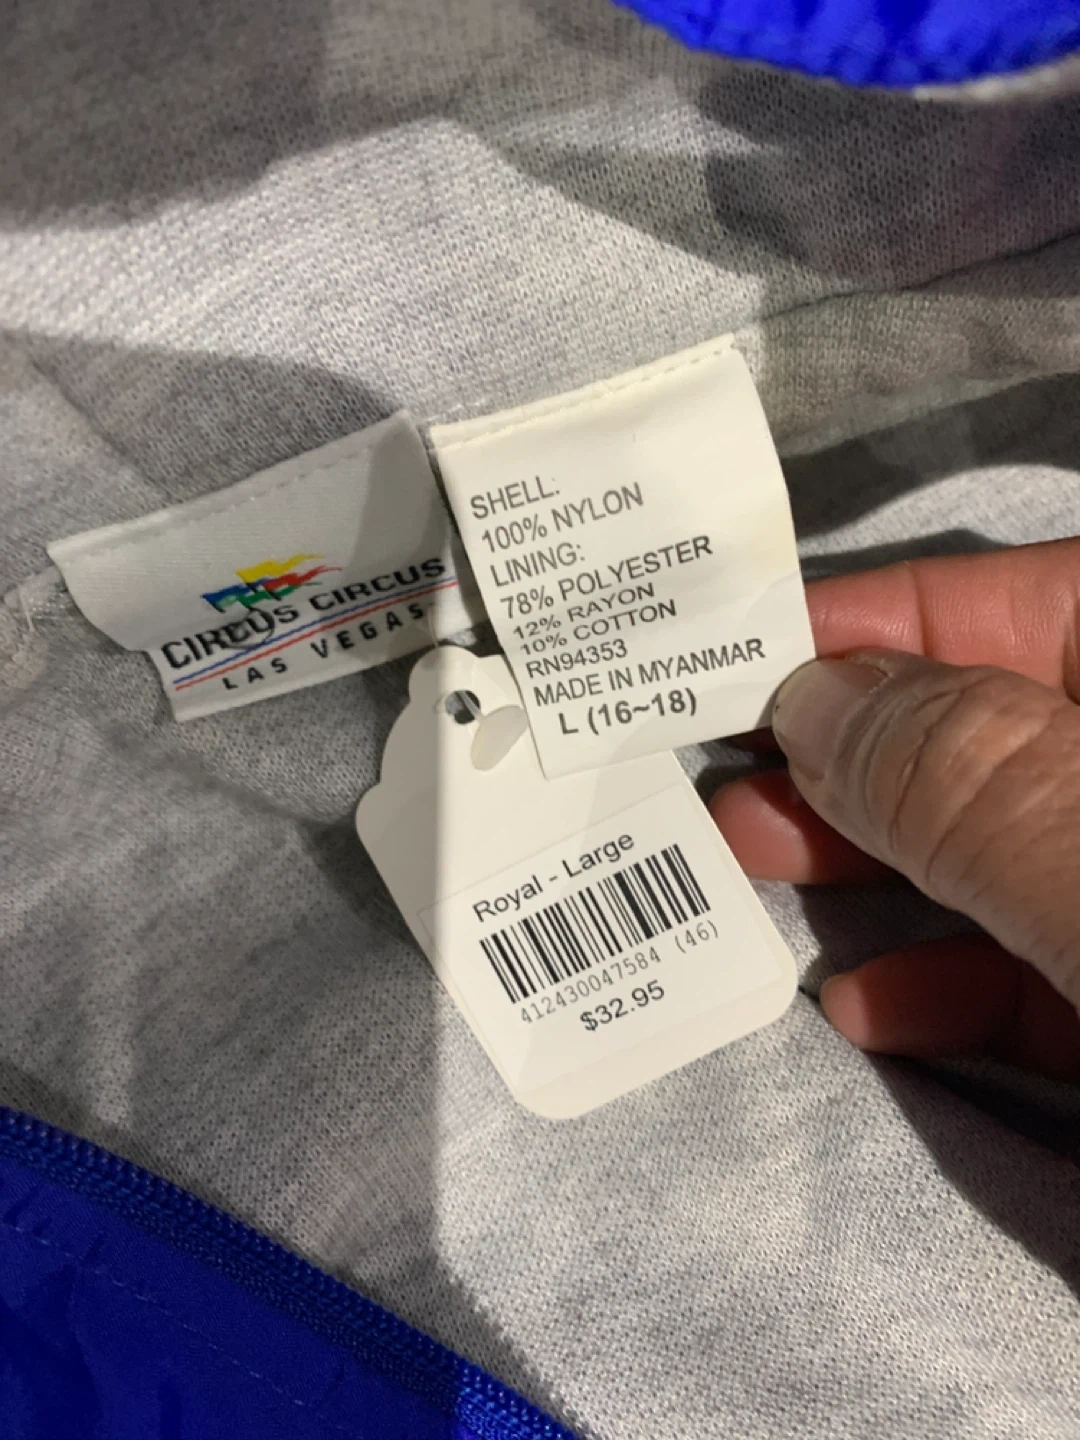 CIRCUS CIRCUS
LAS VEGAS
SHELL:
100% NYLON
LINING:
78% POLYESTER
12% RAYON
10% COTTON
RN94353
MADE IN MYANMAR
L (16~18)
Royal - Large
412430047584 (46)
$32.95